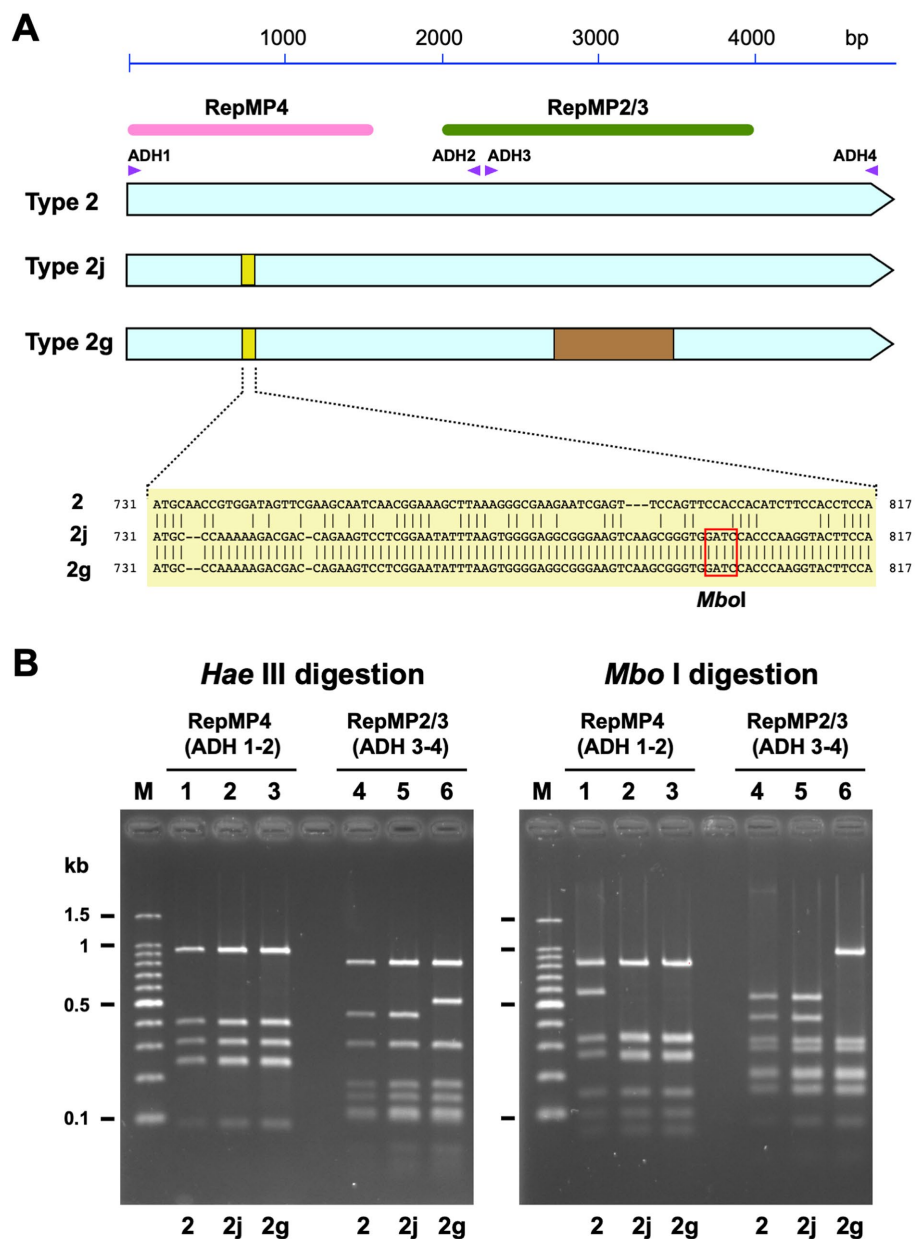 A
1000 2000 3000 4000 bp
RepMP4 RepMP2/3
ADH1 ADH2 ADH3 ADH4
Type 2
Type 2j
Type 2g
2 731 ATGCAACCGTGGATAGTTCGAAGCAATCAACGGAAAGCTTAAAGGGCGAAGAATCGAGT---TCCAGTTCCACCACATCTTCCACCTCCA 817
2j 731 ATGC--CCAAAAAGACGAC-CAGAAGTCCTCGGAATATTTAAGTGGGGAGGCGGGAAGTCAAGCGGGTGGATCCACCCAAGGTACTTCCA 817
2g 731 ATGC--CCAAAAAGACGAC-CAGAAGTCCTCGGAATATTTAAGTGGGGAGGCGGGAAGTCAAGCGGGTGGATCCACCCAAGGTACTTCCA 817
MboI
B
Hae III digestion Mbo I digestion
RepMP4 RepMP2/3 RepMP4 RepMP2/3
(ADH 1-2) (ADH 3-4) (ADH 1-2) (ADH 3-4)
M 1 2 3 4 5 6 M 1 2 3 4 5 6
kb
1.5
1
0.5
0.1
2 2j 2g 2 2j 2g 2 2j 2g 2 2j 2g